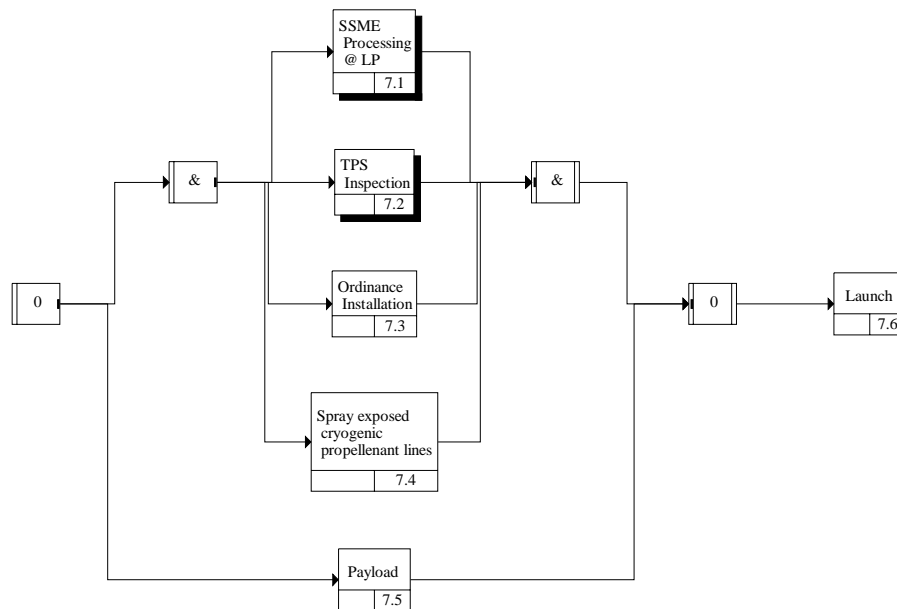 SSME
Processing
@ LP
7.1
&
TPS
Inspection
7.2
&
0
Ordinance
Installation
7.3
0
Launch
7.6
Spray exposed
cryogenic
propellenant lines
7.4
Payload
7.5